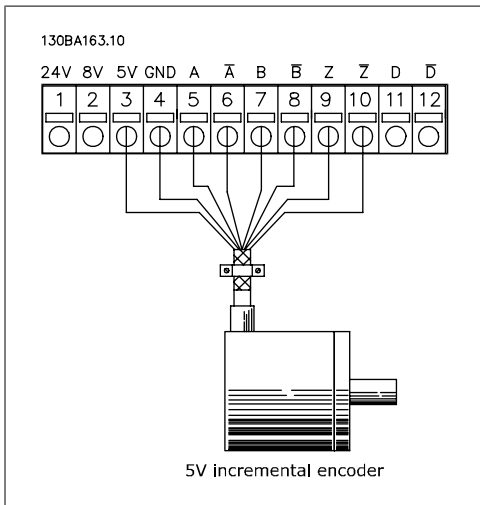 130BA163.10
24V 8V 5V GND A A̅ B B̅ Z Z̅ D D̅
1 2 3 4 5 6 7 8 9 10 11 12
5V incremental encoder